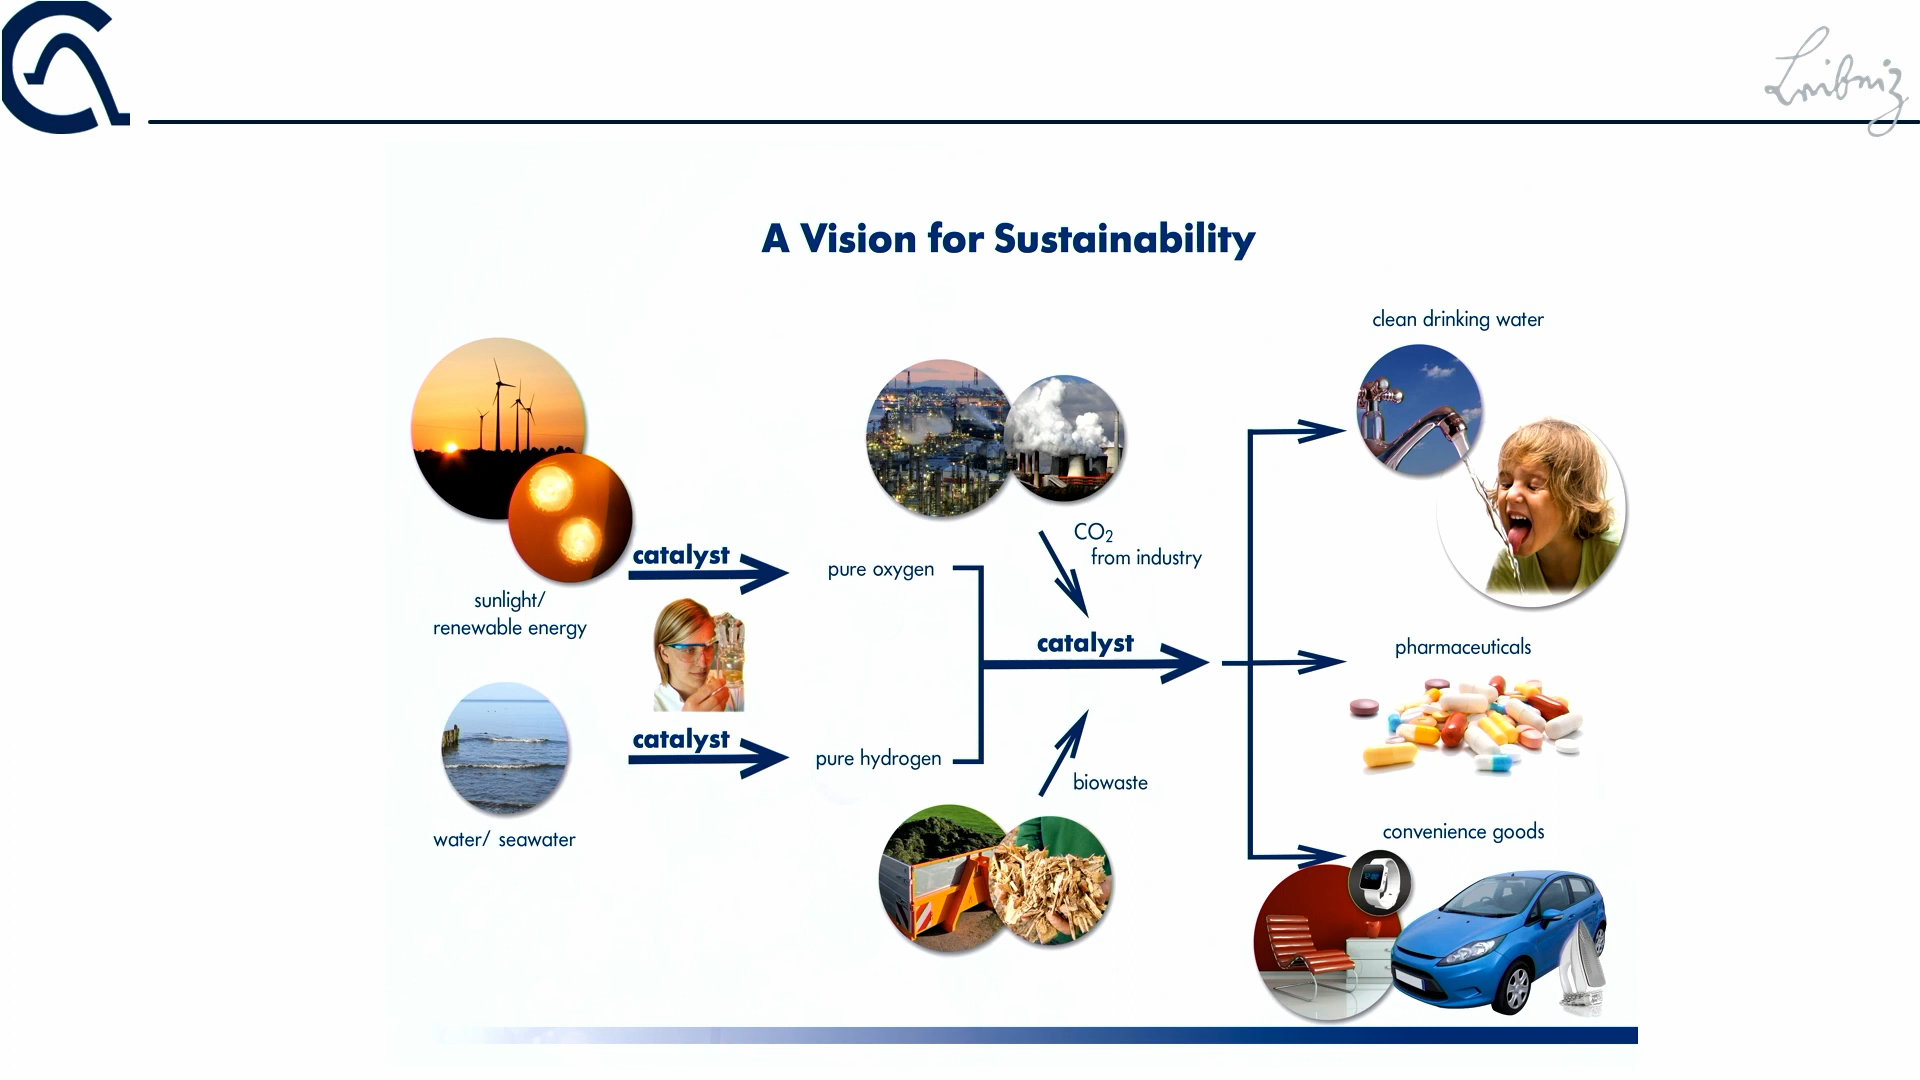 Leibniz
A Vision for Sustainability
clean drinking water
CO2
from industry
catalyst
pure oxygen
sunlight/
renewable energy
catalyst
pharmaceuticals
catalyst
pure hydrogen
biowaste
water/ seawater
convenience goods